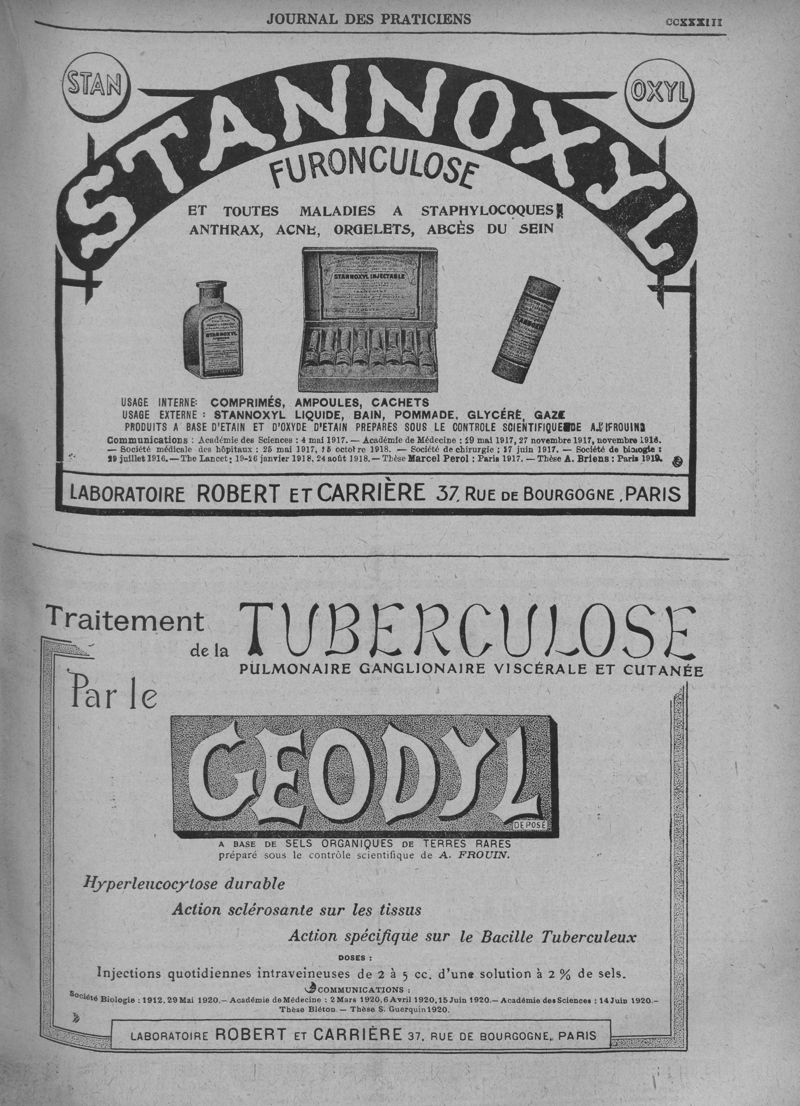 JOURNAL DES PRATICIENS
CCXXXIII
STAN
OXYL
STANNOXYL
FURONCULOSE
ET TOUTES MALADIES A STAPHYLOCOQUES
ANTHRAX, ACNE, ORGELETS, ABCÈS DU SEIN
STANNOXYL
STANNOXYL INJECTABLE
STANNOXYL
USAGE INTERNE: COMPRIMÉS, AMPOULES, CACHETS
USAGE EXTERNE : STANNOXYL LIQUIDE, BAIN, POMMADE, GLYCÉRÉ, GAZE
PRODUITS A BASE D'ETAIN ET D'OXYDE D'ETAIN PREPARES SOUS LE CONTROLE SCIENTIFIQUE DE A. FROUIN
Communications : Académie des Sciences : 4 mai 1917. — Académie de Médecine : 29 mai 1917, 27 novembre 1917, novembre 1918.
— Société médicale des hôpitaux : 25 mai 1917, 15 octobre 1918. — Société de chirurgie ; 17 juin 1917. — Société de biologie :
29 juillet 1916. — The Lancet ; 19-16 janvier 1918, 24 août 1918. — Thèse Marcel Perol : Paris 1917. — Thèse A. Briens : Paris 1919.
LABORATOIRE ROBERT ET CARRIÈRE 37, RUE DE BOURGOGNE, PARIS
Traitement de la TUBERCULOSE
PULMONAIRE GANGLIONAIRE VISCÉRALE ET CUTANÉE
Par le
GEODYL
DEPOSÉ
A BASE DE SELS ORGANIQUES DE TERRES RARES
préparé sous le contrôle scientifique de A. FROUIN.
Hyperleucocytose durable
Action sclérosante sur les tissus
Action spécifique sur le Bacille Tuberculeux
DOSES :
Injections quotidiennes intraveineuses de 2 à 5 cc. d'une solution à 2 % de sels.
COMMUNICATIONS :
Société Biologie : 1912, 29 Mai 1920. — Académie de Médecine : 2 Mars 1920, 6 Avril 1920, 15 Juin 1920. — Académie des Sciences : 14 Juin 1920. —
Thèse Biéton. — Thèse S. Guerquin 1920.
LABORATOIRE ROBERT ET CARRIÈRE 37, RUE DE BOURGOGNE, PARIS